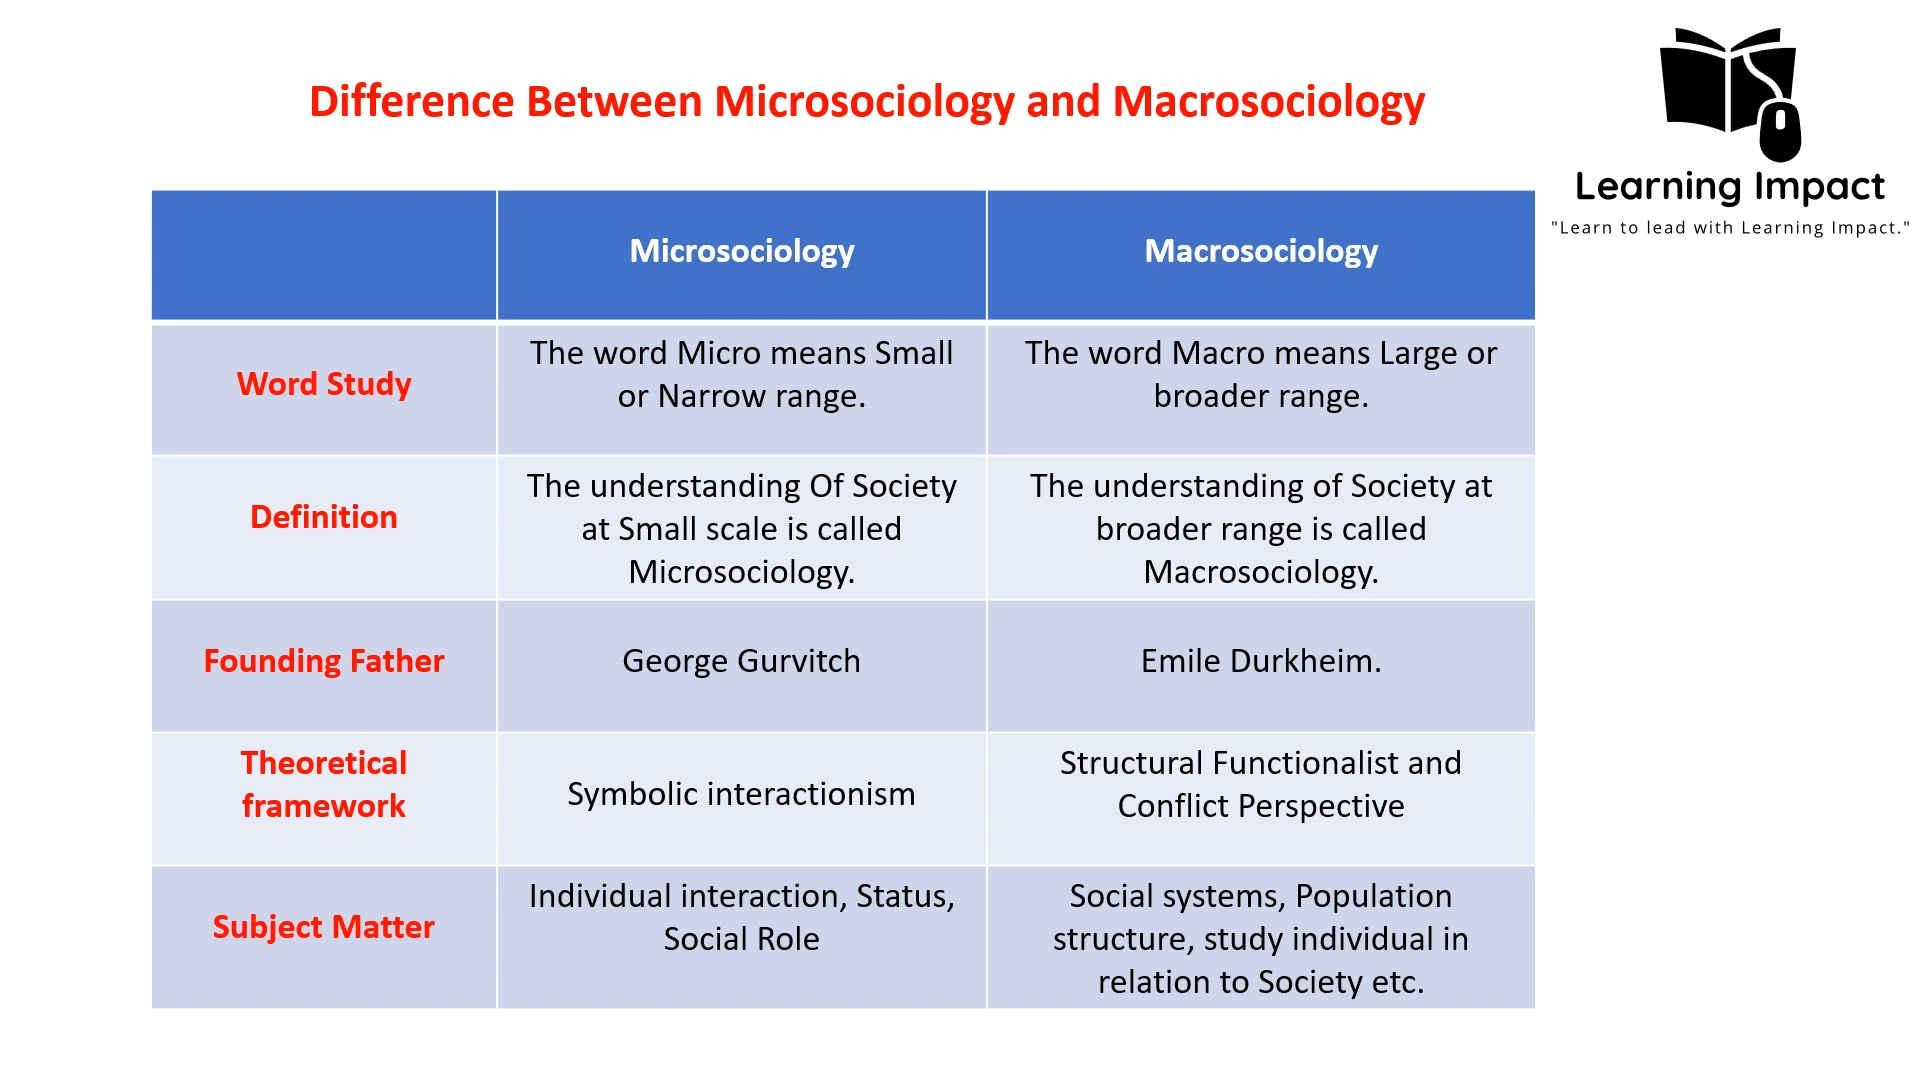 Difference Between Microsociology and Macrosociology
Learning Impact
"Learn to lead with Learning Impact."
Microsociology
Macrosociology
Word Study
The word Micro means Small
or Narrow range.
The word Macro means Large or
broader range.
Definition
The understanding Of Society
at Small scale is called
Microsociology.
The understanding of Society at
broader range is called
Macrosociology.
Founding Father
George Gurvitch
Emile Durkheim.
Theoretical
framework
Symbolic interactionism
Structural Functionalist and
Conflict Perspective
Subject Matter
Individual interaction, Status,
Social Role
Social systems, Population
structure, study individual in
relation to Society etc.